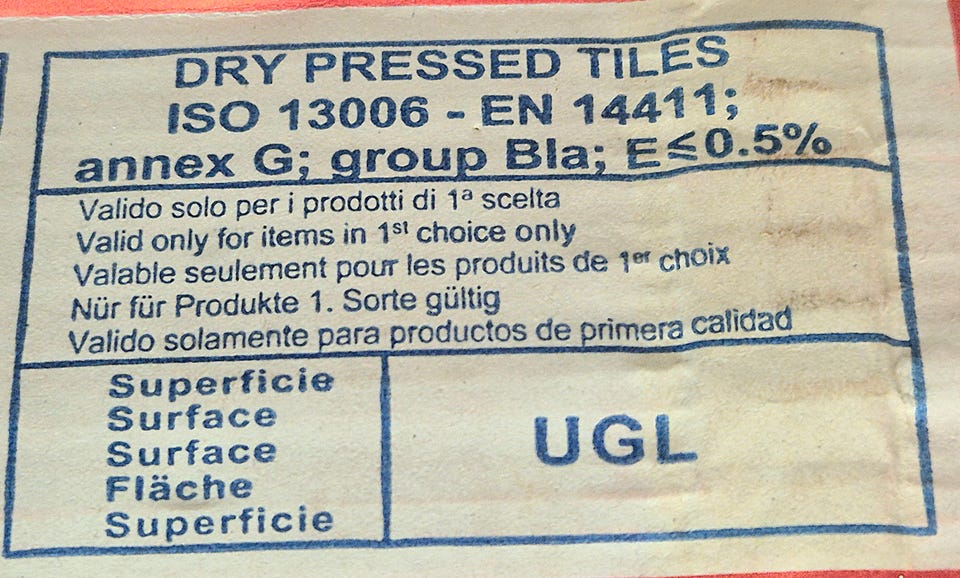 DRY PRESSED TILES
ISO 13006 - EN 14411;
annex G; group Bla; E≤0.5%
Valido solo per i prodotti di 1ª scelta
Valid only for items in 1st choice only
Valable seulement pour les produits de 1er choix
Nür für Produkte 1. Sorte gültig
Valido solamente para productos de primera calidad
Superficie
Surface
Surface
Fläche
Superficie
UGL